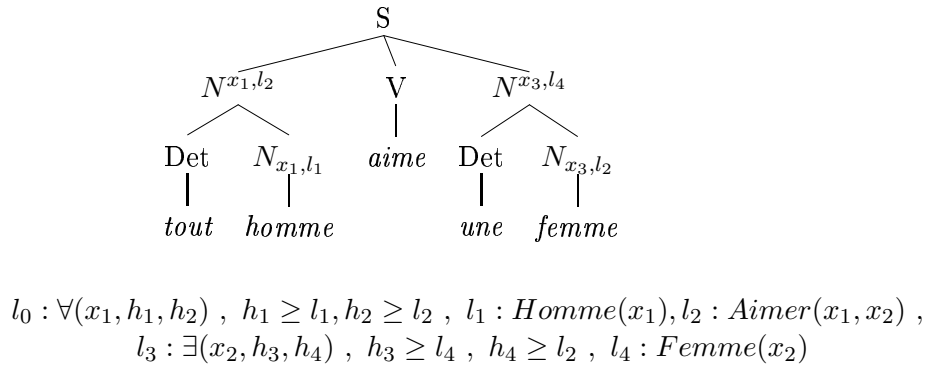 S
N^{x_1,l_2} V N^{x_3,l_4}
Det N_{x_1,l_1} aime Det N_{x_3,l_2}
tout homme une femme
l_0 : ∀(x_1, h_1, h_2) , h_1 ≥ l_1, h_2 ≥ l_2 , l_1 : Homme(x_1), l_2 : Aimer(x_1, x_2) ,
l_3 : ∃(x_2, h_3, h_4) , h_3 ≥ l_4 , h_4 ≥ l_2 , l_4 : Femme(x_2)